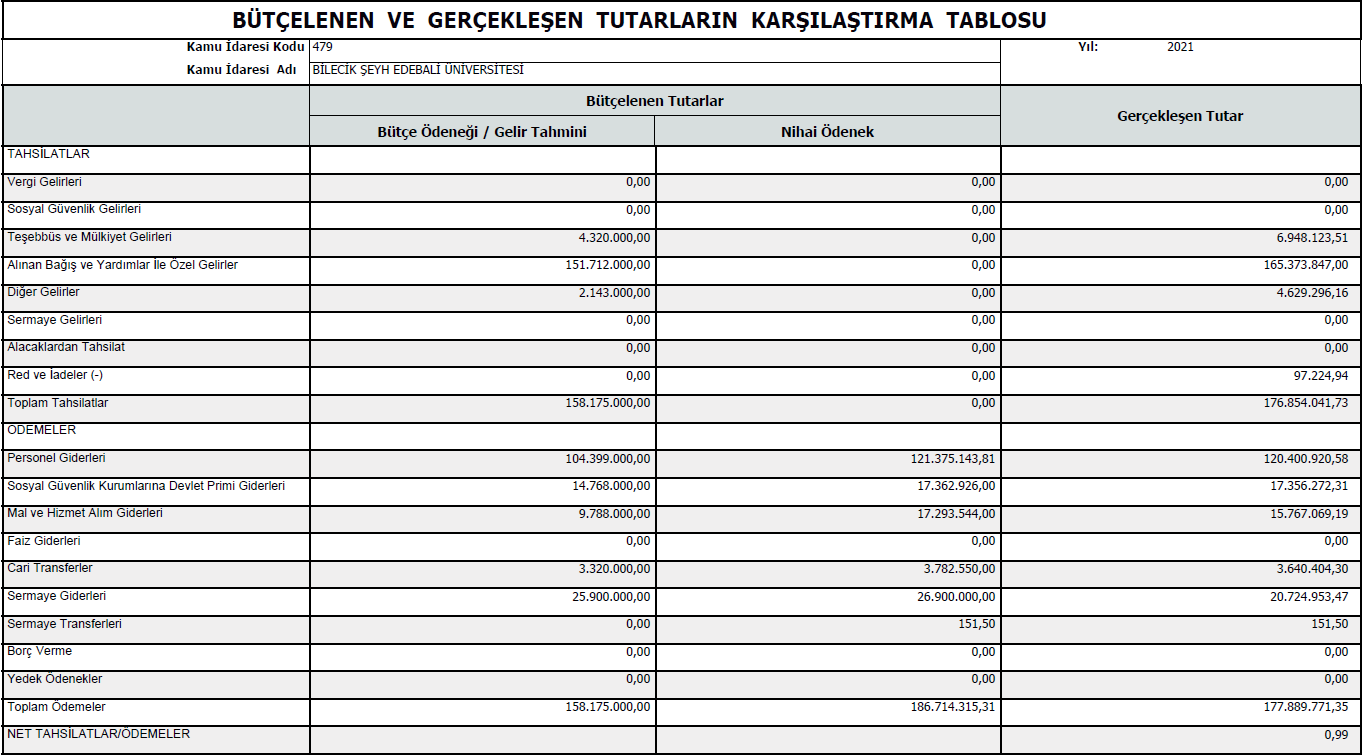 BÜTÇELENEN VE GERÇEKLEŞEN TUTARLARIN KARŞILAŞTIRMA TABLOSU
Kamu İdaresi Kodu 479 Yıl: 2021
Kamu İdaresi Adı BİLECİK ŞEYH EDEBALİ ÜNİVERSİTESİ
Bütçelenen Tutarlar Gerçekleşen Tutar
Bütçe Ödeneği / Gelir Tahmini Nihai Ödenek
TAHSİLATLAR
Vergi Gelirleri 0,00 0,00 0,00
Sosyal Güvenlik Gelirleri 0,00 0,00 0,00
Teşebbüs ve Mülkiyet Gelirleri 4.320.000,00 0,00 6.948.123,51
Alınan Bağış ve Yardımlar İle Özel Gelirler 151.712.000,00 0,00 165.373.847,00
Diğer Gelirler 2.143.000,00 0,00 4.629.296,16
Sermaye Gelirleri 0,00 0,00 0,00
Alacaklardan Tahsilat 0,00 0,00 0,00
Red ve İadeler (-) 0,00 0,00 97.224,94
Toplam Tahsilatlar 158.175.000,00 0,00 176.854.041,73
ÖDEMELER
Personel Giderleri 104.399.000,00 121.375.143,81 120.400.920,58
Sosyal Güvenlik Kurumlarına Devlet Primi Giderleri 14.768.000,00 17.362.926,00 17.356.272,31
Mal ve Hizmet Alım Giderleri 9.788.000,00 17.293.544,00 15.767.069,19
Faiz Giderleri 0,00 0,00 0,00
Cari Transferler 3.320.000,00 3.782.550,00 3.640.404,30
Sermaye Giderleri 25.900.000,00 26.900.000,00 20.724.953,47
Sermaye Transferleri 0,00 151,50 151,50
Borç Verme 0,00 0,00 0,00
Yedek Ödenekler 0,00 0,00 0,00
Toplam Ödemeler 158.175.000,00 186.714.315,31 177.889.771,35
NET TAHSİLATLAR/ÖDEMELER 0,99